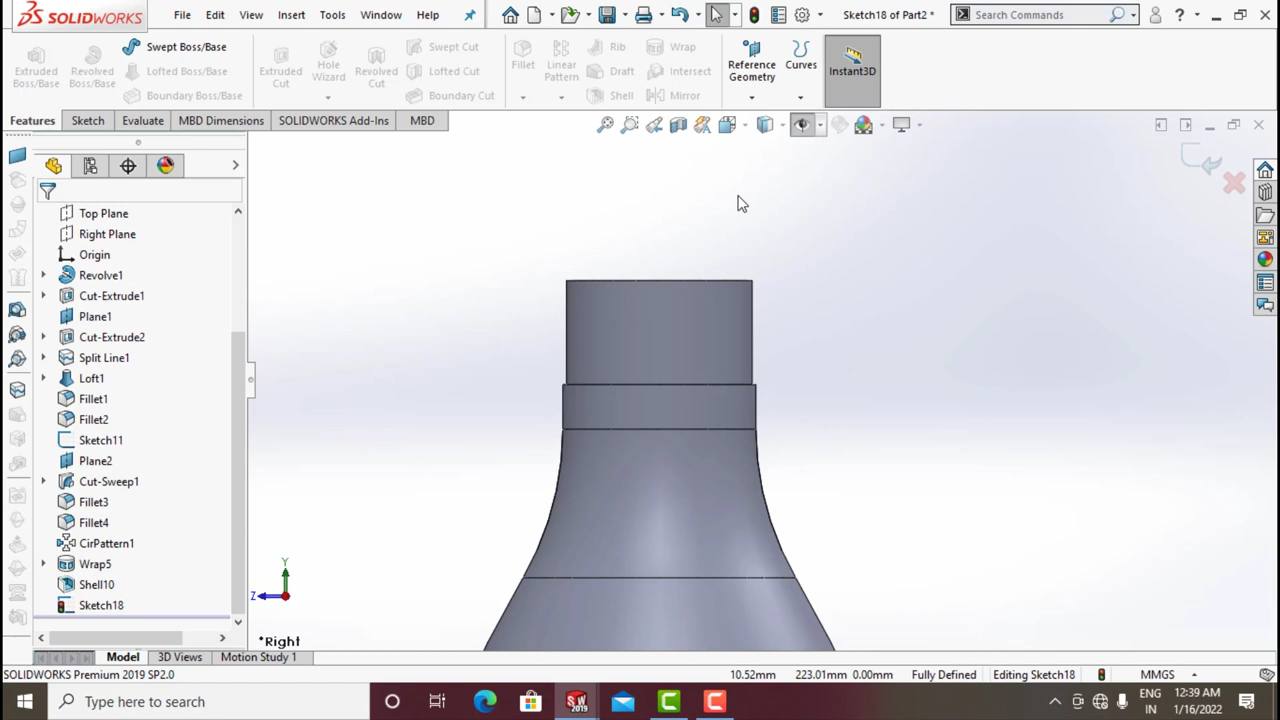 SOLIDWORKS
File Edit View Insert Tools Window Help
Sketch18 of Part2 *
Search Commands
Extruded Boss/Base
Revolved Boss/Base
Swept Boss/Base
Lofted Boss/Base
Boundary Boss/Base
Extruded Cut
Hole Wizard
Revolved Cut
Swept Cut
Lofted Cut
Boundary Cut
Fillet
Linear Pattern
Rib
Draft
Shell
Wrap
Intersect
Mirror
Reference Geometry
Curves
Instant3D
Features Sketch Evaluate MBD Dimensions SOLIDWORKS Add-Ins MBD
Top Plane
Right Plane
Origin
Revolve1
Cut-Extrude1
Plane1
Cut-Extrude2
Split Line1
Loft1
Fillet1
Fillet2
Sketch11
Plane2
Cut-Sweep1
Fillet3
Fillet4
CirPattern1
Wrap5
Shell10
Sketch18
Y
Z
*Right
Model 3D Views Motion Study 1
SOLIDWORKS Premium 2019 SP2.0
10.52mm 223.01mm 0.00mm Fully Defined Editing Sketch18 MMGS
Type here to search
SW 2019
ENG
IN
12:39 AM
1/16/2022